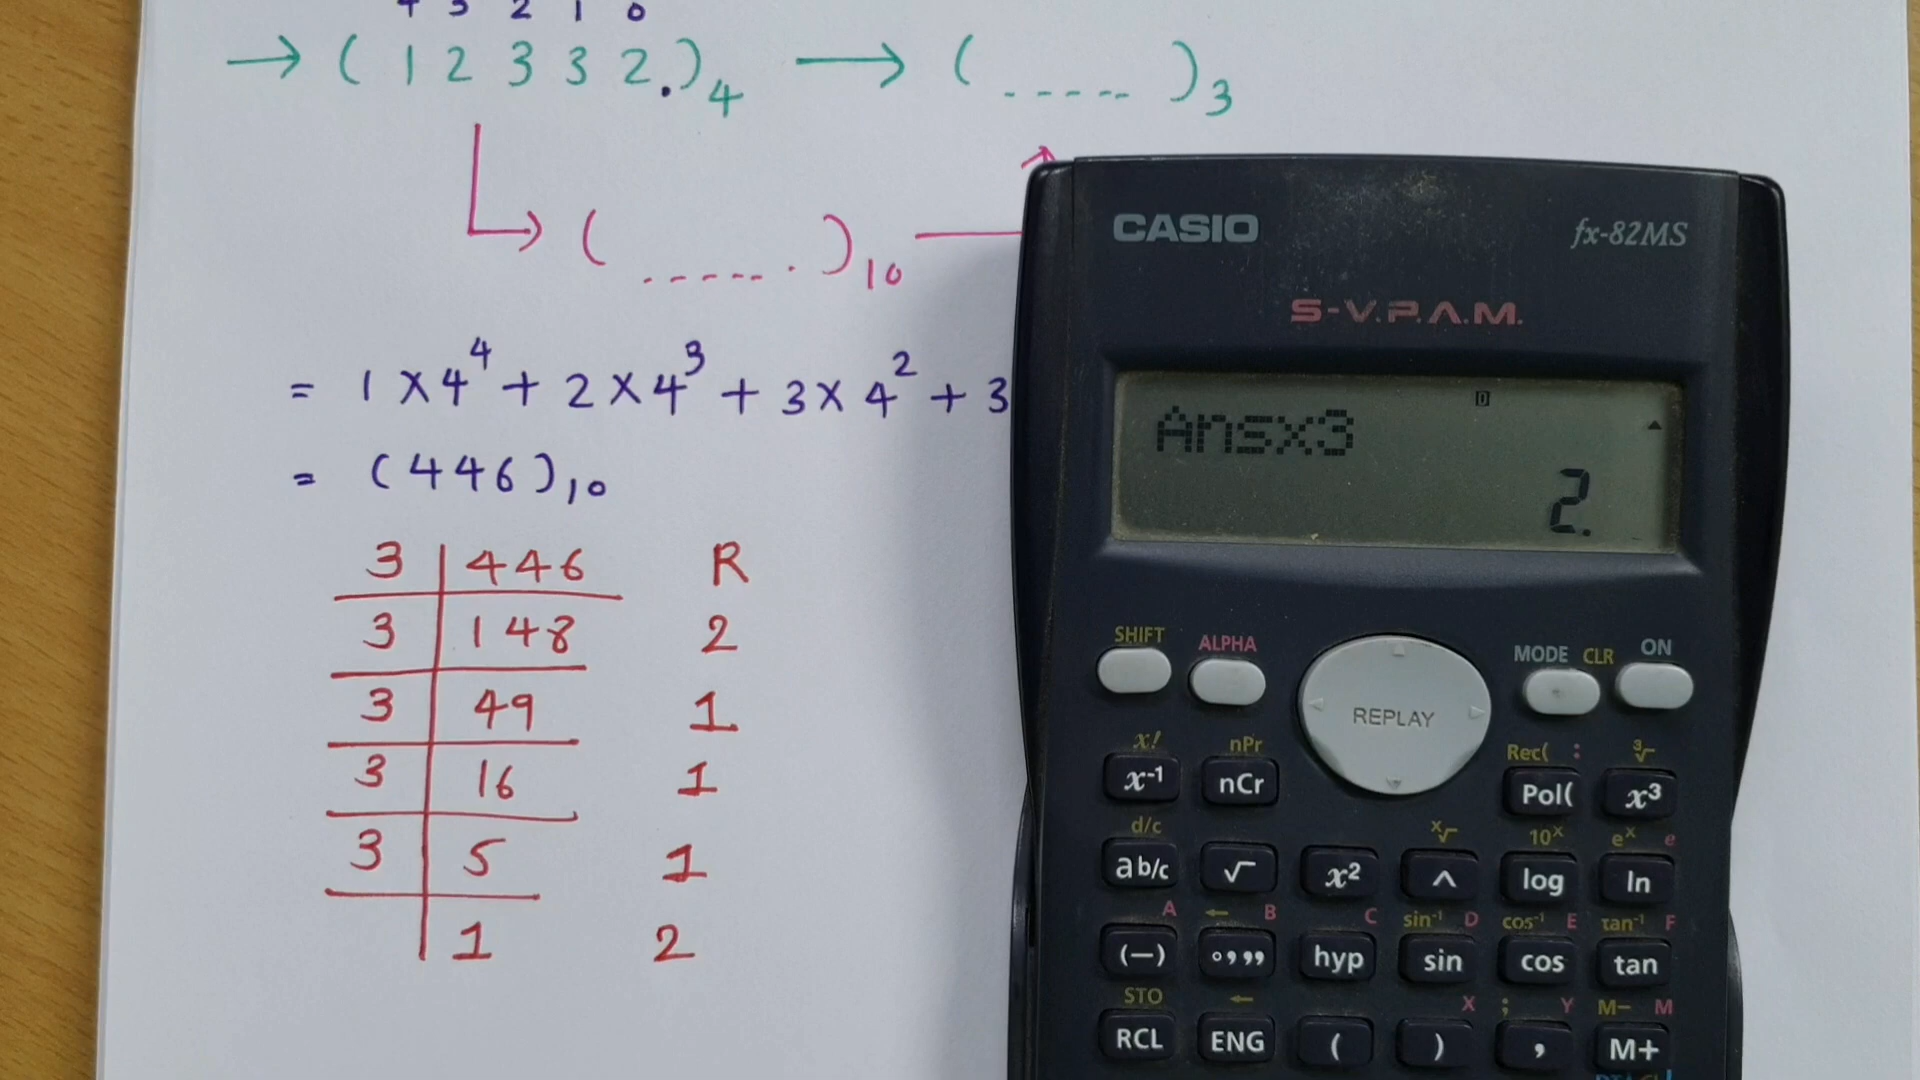 4 3 2 1 0
→ ( 1 2 3 3 2 . )₄ → ( ----- )₃
( ----- . )₁₀
= 1 × 4⁴ + 2 × 4³ + 3 × 4² + 3
= (446)₁₀
3 | 446 R
3 | 148 2
3 | 49 1
3 | 16 1
3 | 5 1
1 2
CASIO fx-82MS
S-V.P.A.M.
D
Ans×3
2.
SHIFT ALPHA MODE CLR ON
REPLAY
x! nPr Rec( : ³√
x⁻¹ nCr Pol( x³
d/c ˣ√ 10ˣ eˣ e
ab/c √ x² ^ log ln
A ← B C sin⁻¹ D cos⁻¹ E tan⁻¹ F
(−) °,,, hyp sin cos tan
STO ← X ; Y M− M
RCL ENG ( ) , M+